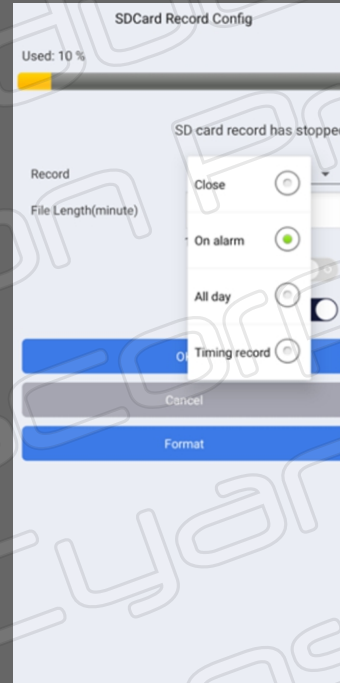 SDCard Record Config
Used: 10 %
SD card record has stopped
Record
File Length(minute)
Close
On alarm
All day
Timing record
Cancel
Format